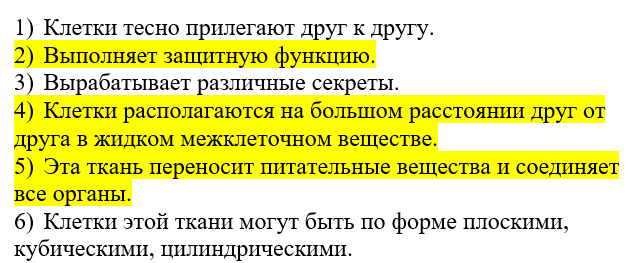 1) Клетки тесно прилегают друг к другу.
2) Выполняет защитную функцию.
3) Вырабатывает различные секреты.
4) Клетки располагаются на большом расстоянии друг от
друга в жидком межклеточном веществе.
5) Эта ткань переносит питательные вещества и соединяет
все органы.
6) Клетки этой ткани могут быть по форме плоскими,
кубическими, цилиндрическими.